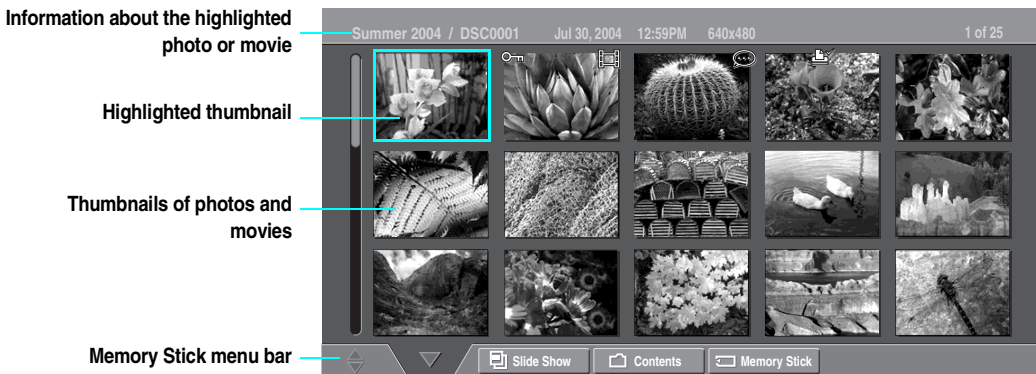 Information about the highlighted
photo or movie
Summer 2004 / DSC0001 Jul 30, 2004 12:59PM 640x480 1 of 25
Highlighted thumbnail
Thumbnails of photos and
movies
Memory Stick menu bar
Slide Show Contents Memory Stick